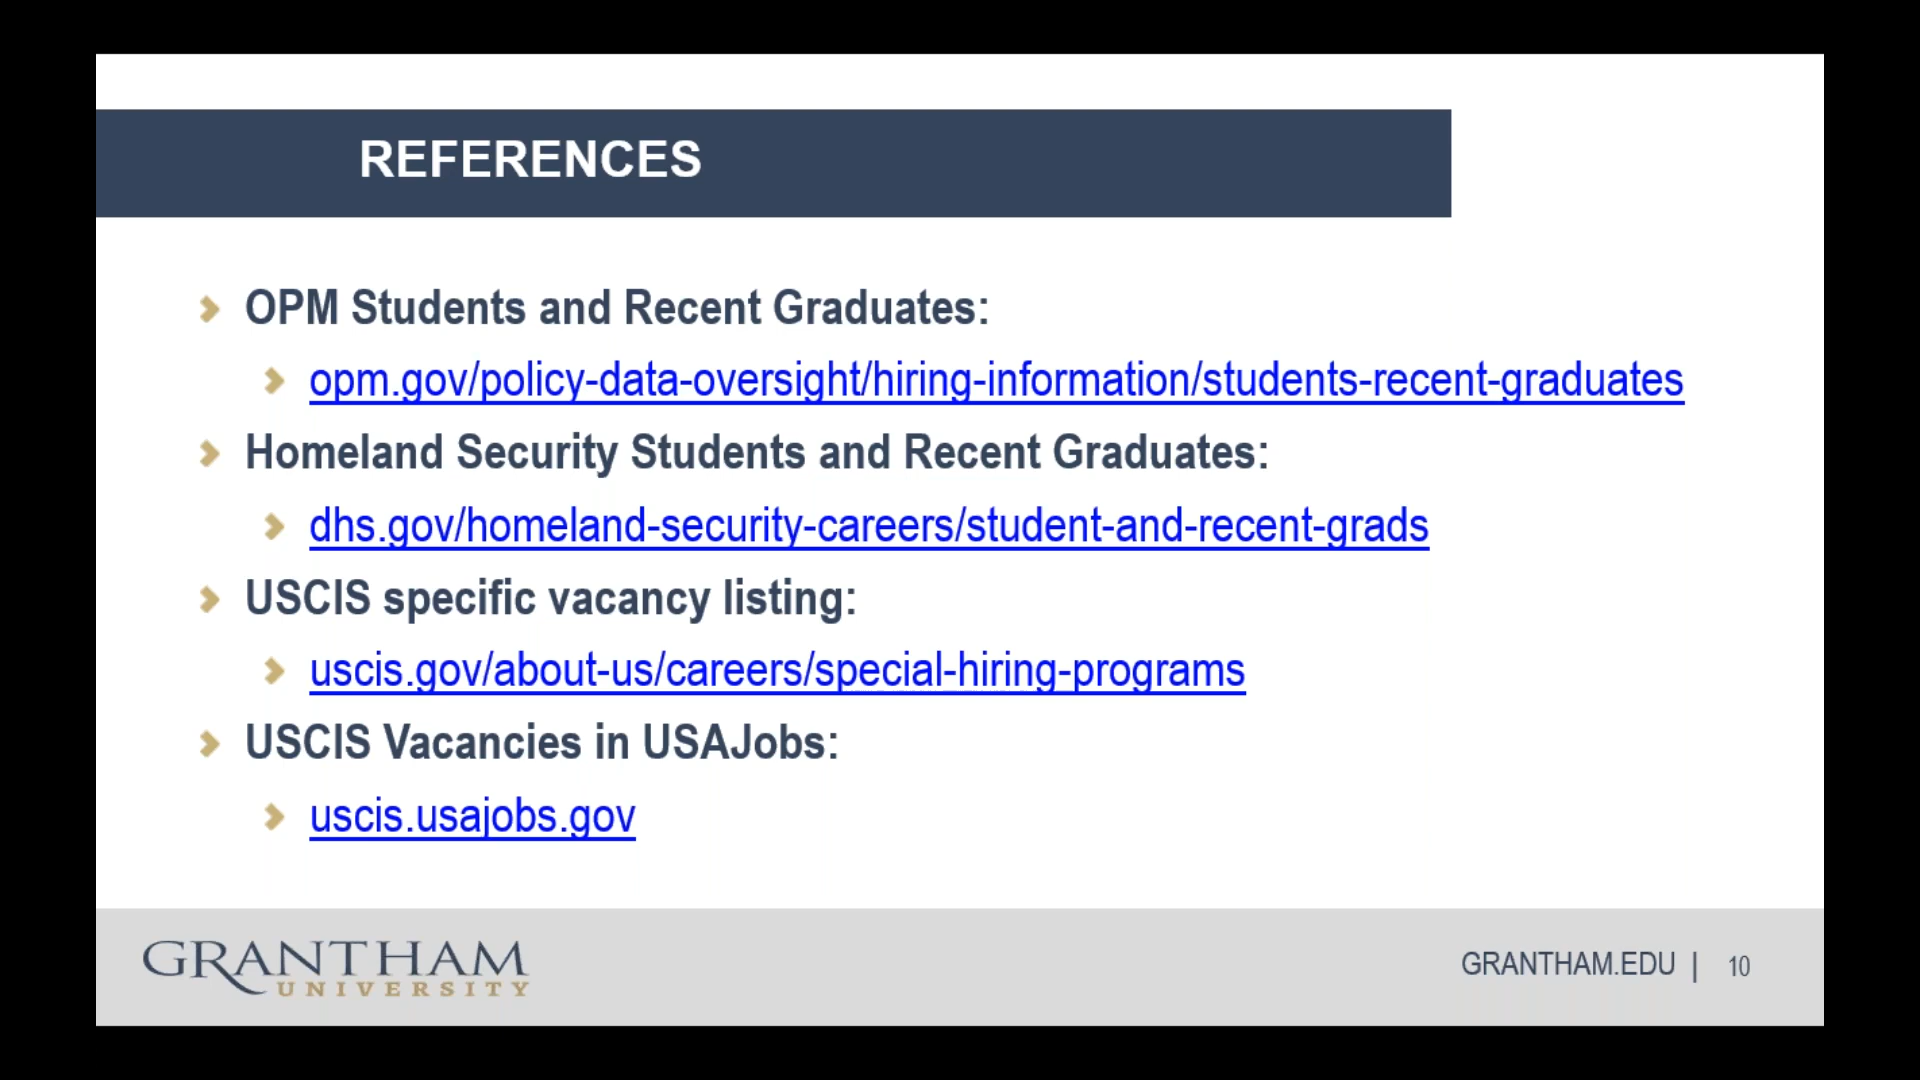 REFERENCES
OPM Students and Recent Graduates:
opm.gov/policy-data-oversight/hiring-information/students-recent-graduates
Homeland Security Students and Recent Graduates:
dhs.gov/homeland-security-careers/student-and-recent-grads
USCIS specific vacancy listing:
uscis.gov/about-us/careers/special-hiring-programs
USCIS Vacancies in USAJobs:
uscis.usajobs.gov
GRANTHAM
UNIVERSITY
GRANTHAM.EDU | 10